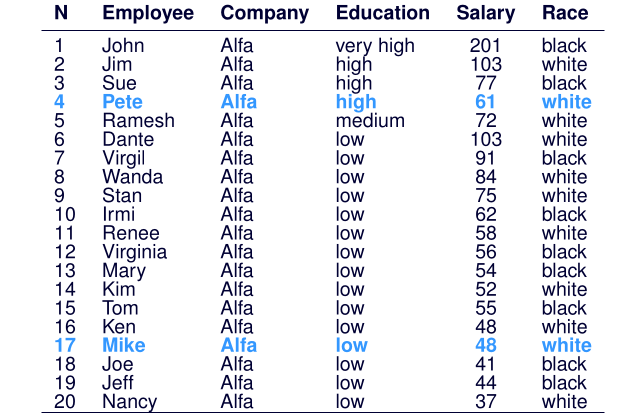 N Employee Company Education Salary Race
1 John Alfa very high 201 black
2 Jim Alfa high 103 white
3 Sue Alfa high 77 black
4 Pete Alfa high 61 white
5 Ramesh Alfa medium 72 white
6 Dante Alfa low 103 white
7 Virgil Alfa low 91 black
8 Wanda Alfa low 84 white
9 Stan Alfa low 75 white
10 Irmi Alfa low 62 black
11 Renee Alfa low 58 white
12 Virginia Alfa low 56 black
13 Mary Alfa low 54 black
14 Kim Alfa low 52 white
15 Tom Alfa low 55 black
16 Ken Alfa low 48 white
17 Mike Alfa low 48 white
18 Joe Alfa low 41 black
19 Jeff Alfa low 44 black
20 Nancy Alfa low 37 white